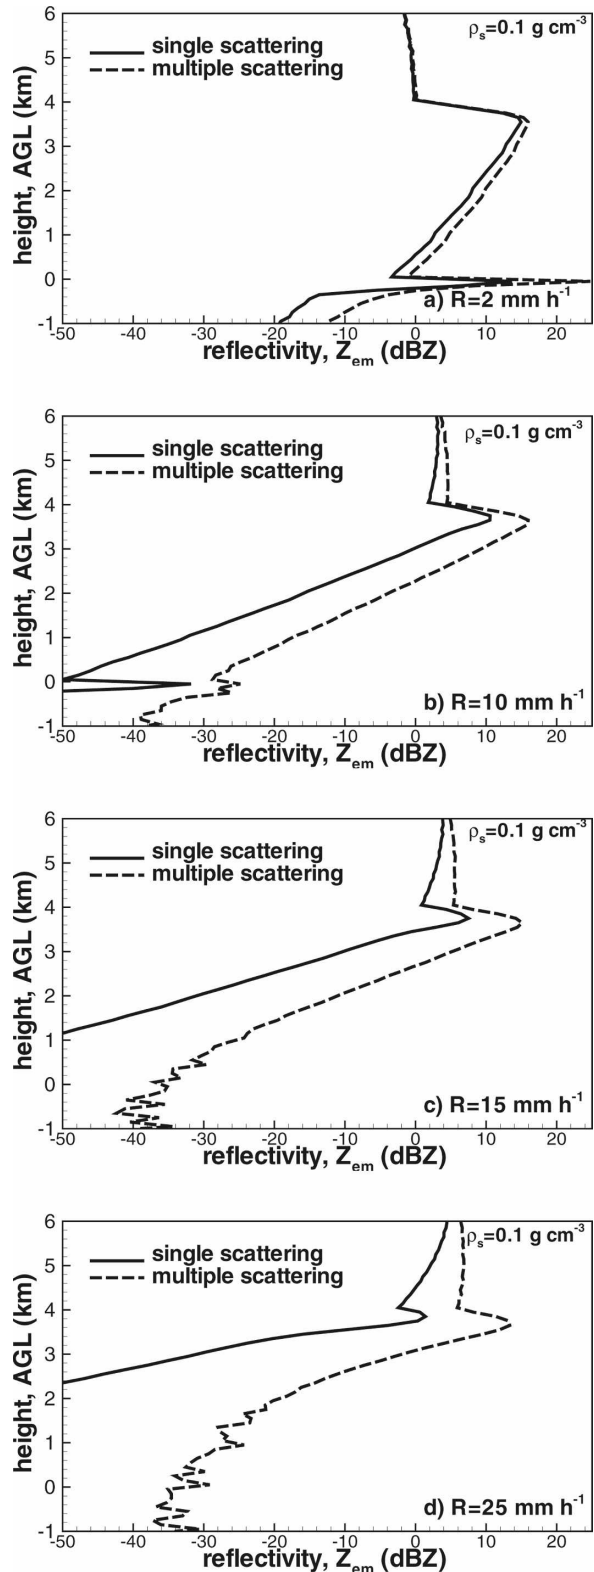 6
ρs=0.1 g cm-3
single scattering
multiple scattering
5
4
3
2
1
0
-1
height, AGL (km)
a) R=2 mm h-1
-50 -40 -30 -20 -10 0 10 20
reflectivity, Zem (dBZ)
6
ρs=0.1 g cm-3
single scattering
multiple scattering
5
4
3
2
1
0
-1
height, AGL (km)
b) R=10 mm h-1
-50 -40 -30 -20 -10 0 10 20
reflectivity, Zem (dBZ)
6
ρs=0.1 g cm-3
single scattering
multiple scattering
5
4
3
2
1
0
-1
height, AGL (km)
c) R=15 mm h-1
-50 -40 -30 -20 -10 0 10 20
reflectivity, Zem (dBZ)
6
ρs=0.1 g cm-3
single scattering
multiple scattering
5
4
3
2
1
0
-1
height, AGL (km)
d) R=25 mm h-1
-50 -40 -30 -20 -10 0 10 20
reflectivity, Zem (dBZ)